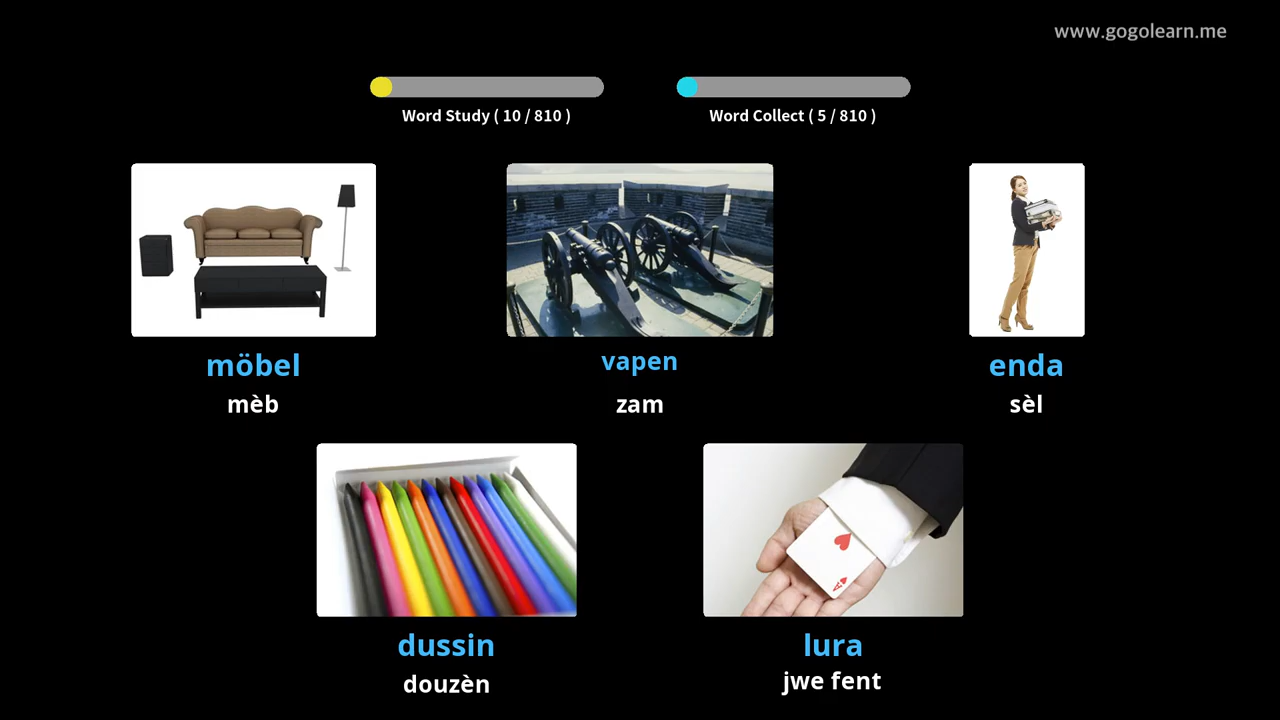 www.gogolearn.me
Word Study ( 10 / 810 )
Word Collect ( 5 / 810 )
möbel
mèb
vapen
zam
enda
sèl
dussin
douzèn
lura
jwe fent